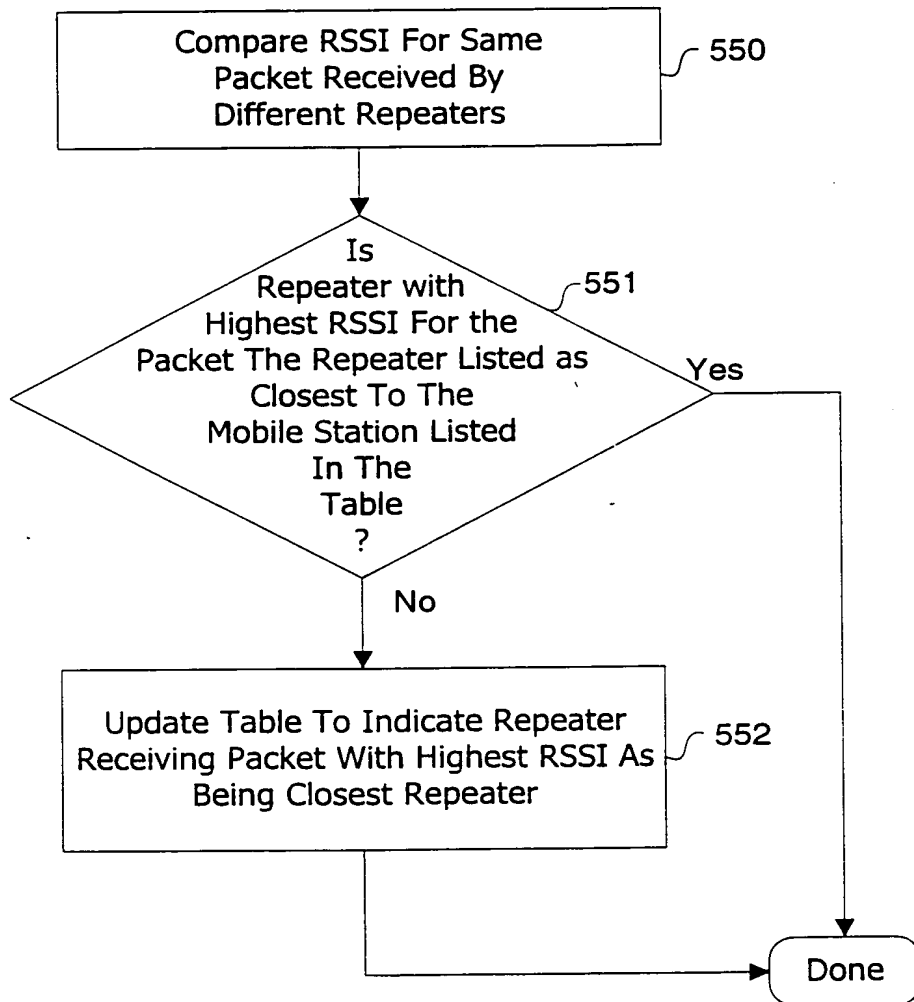 Compare RSSI For Same
Packet Received By
Different Repeaters
550
Is
Repeater with
Highest RSSI For the
Packet The Repeater Listed as
Closest To The
Mobile Station Listed
In The
Table
?
551
Yes
No
Update Table To Indicate Repeater
Receiving Packet With Highest RSSI As
Being Closest Repeater
552
Done